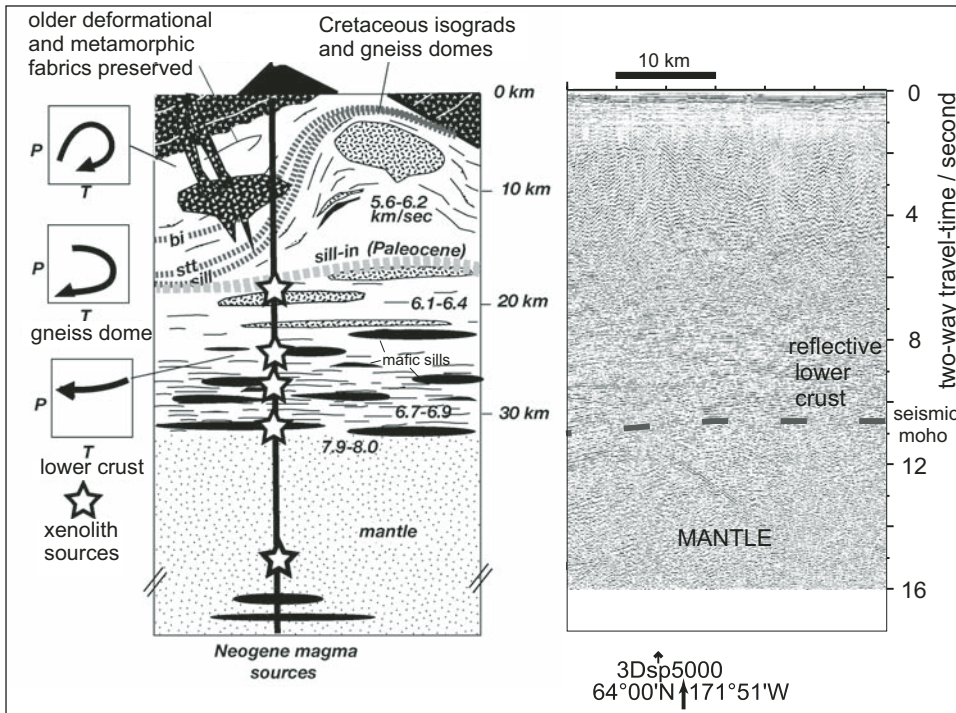 older deformational
and metamorphic
fabrics preserved
Cretaceous isograds
and gneiss domes
P
T
P
T
gneiss dome
P
T
lower crust
xenolith
sources
0 km
10 km
20 km
30 km
5.6-6.2
km/sec
bi
stt
sill
sill-in (Paleocene)
6.1-6.4
mafic sills
6.7-6.9
7.9-8.0
mantle
Neogene magma
sources
10 km
0
4
8
12
16
two-way travel-time / second
reflective
lower
crust
seismic
moho
MANTLE
3Dsp5000
64°00'N 171°51'W